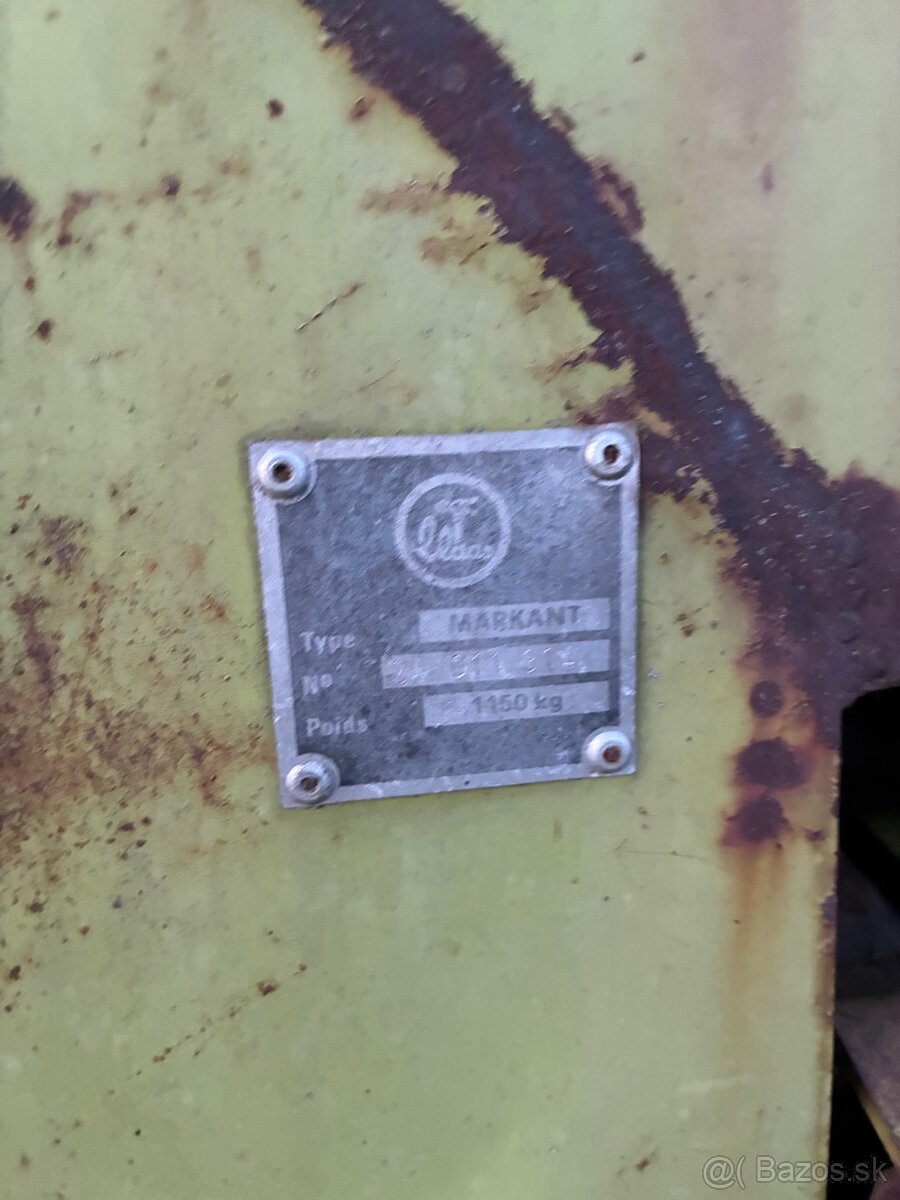 Claas
Type MARKANT
Nº
Poids 1150 kg
@( Bazos.sk